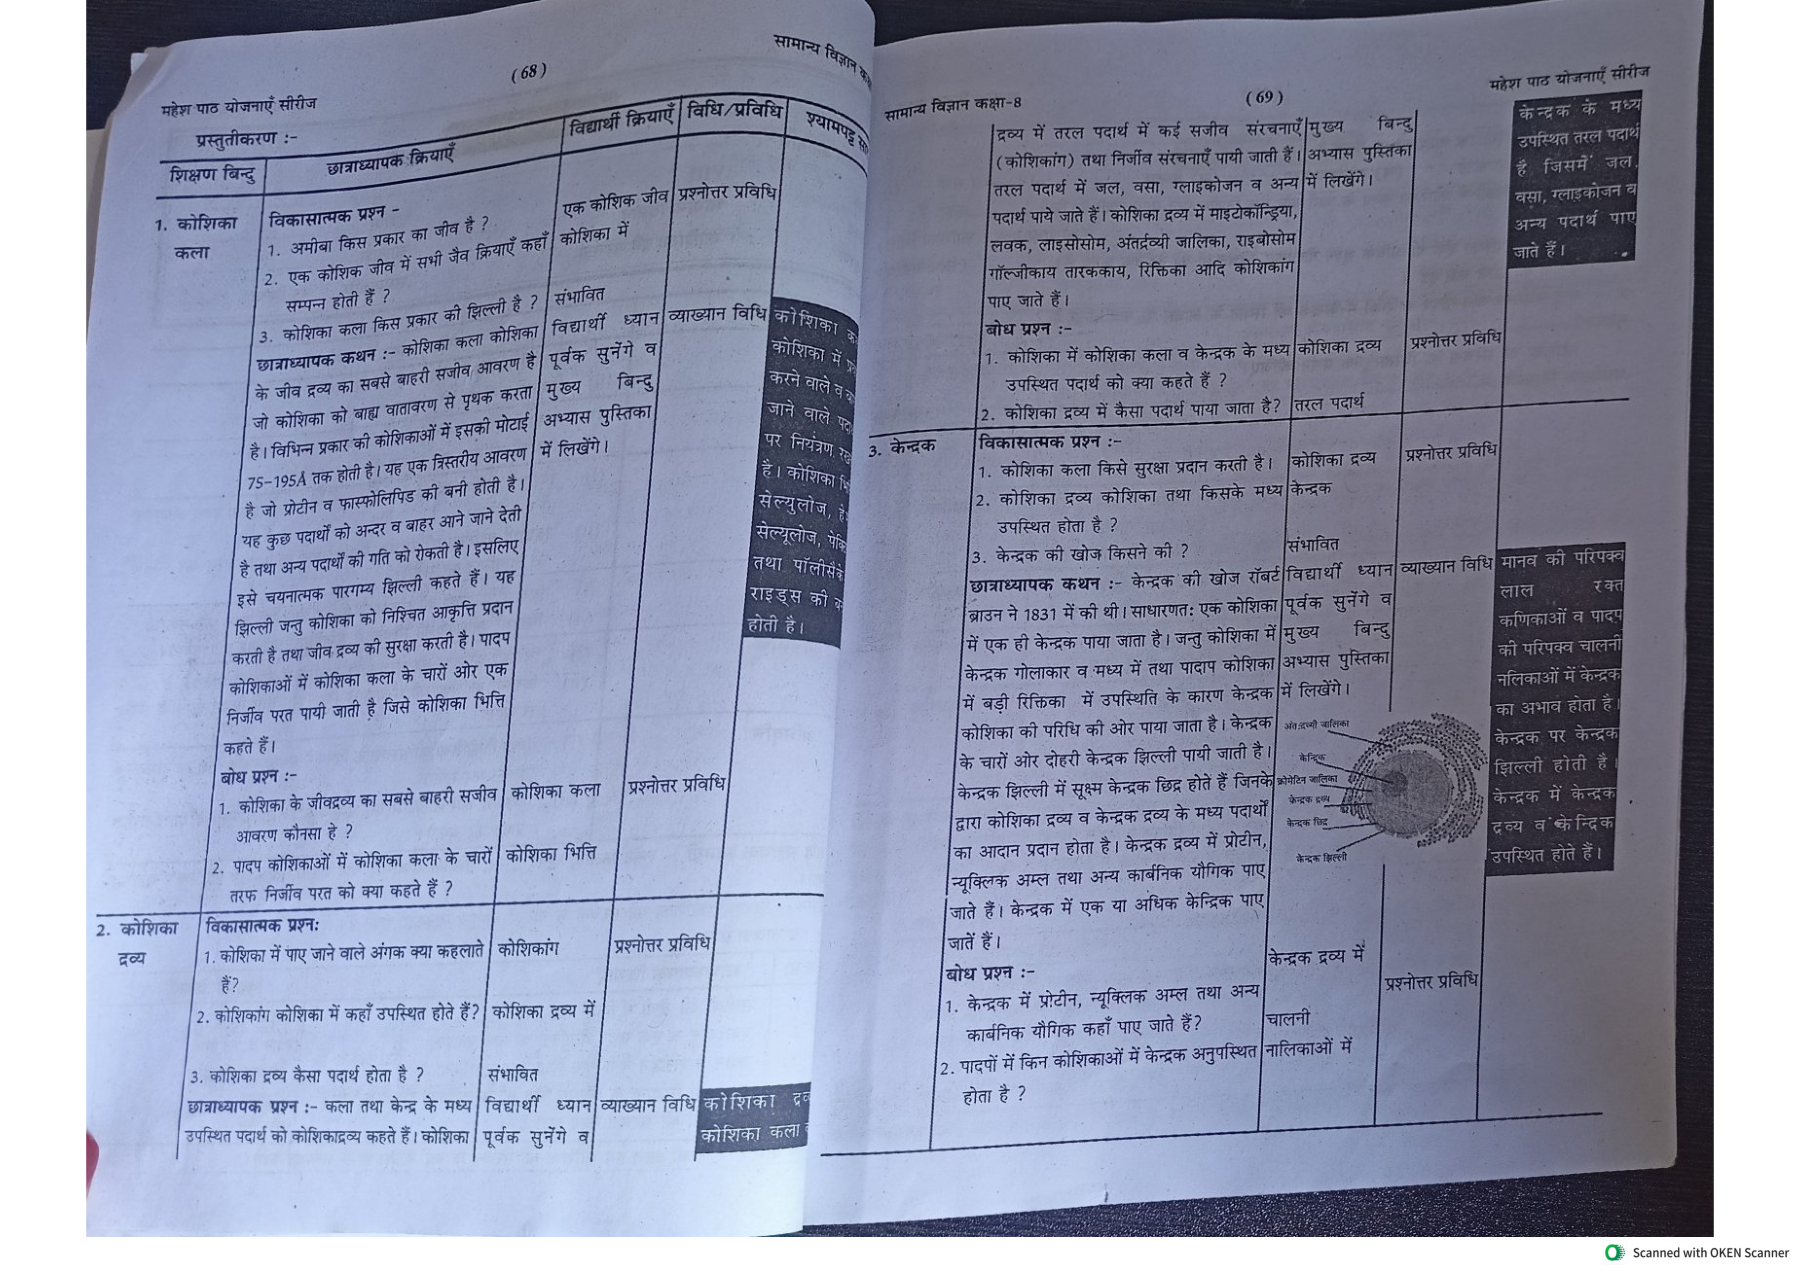 (68)
सामान्य विज्ञान
महेश पाठ योजनाएँ सीरीज
प्रस्तुतीकरण :-
शिक्षण बिन्दु
छात्राध्यापक क्रियाएँ
विद्यार्थी क्रियाएँ
विधि/प्रविधि
श्यामपट्ट
1. कोशिका
कला
विकासात्मक प्रश्न -
1. अमीबा किस प्रकार का जीव है ?
2. एक कोशिक जीव में सभी जैव क्रियाएँ कहाँ
सम्पन्न होती हैं ?
3. कोशिका कला किस प्रकार की झिल्ली है ?
छात्राध्यापक कथन :- कोशिका कला कोशिका
के जीव द्रव्य का सबसे बाहरी सजीव आवरण है
जो कोशिका को बाह्य वातावरण से पृथक करता
है। विभिन्न प्रकार की कोशिकाओं में इसकी मोटाई
75-195Å तक होती है। यह एक त्रिस्तरीय आवरण
है जो प्रोटीन व फास्फोलिपिड की बनी होती है।
यह कुछ पदार्थों को अन्दर व बाहर आने जाने देती
है तथा अन्य पदार्थों की गति को रोकती है। इसलिए
इसे चयनात्मक पारगम्य झिल्ली कहते हैं। यह
झिल्ली जन्तु कोशिका को निश्चित आकृत्ति प्रदान
करती है तथा जीव द्रव्य की सुरक्षा करती है। पादप
कोशिकाओं में कोशिका कला के चारों ओर एक
निर्जीव परत पायी जाती है जिसे कोशिका भित्ति
कहते हैं।
बोध प्रश्न :-
1. कोशिका के जीवद्रव्य का सबसे बाहरी सजीव
आवरण कौनसा हे ?
2. पादप कोशिकाओं में कोशिका कला के चारों
तरफ निर्जीव परत को क्या कहते हैं ?
एक कोशिक जीव
कोशिका में
संभावित
विद्यार्थी ध्यान
पूर्वक सुनेंगे व
मुख्य बिन्दु
अभ्यास पुस्तिका
में लिखेंगे।
कोशिका कला
कोशिका भित्ति
प्रश्नोत्तर प्रविधि
व्याख्यान विधि
प्रश्नोत्तर प्रविधि
कोशिका
कोशिका में
करने वाले व
जाने वाले
पर नियंत्रण
है। कोशिका
सेल्युलोज,
सेल्यूलोज,
तथा
राइड्स की
होती है।
2. कोशिका
द्रव्य
विकासात्मक प्रश्न:
1. कोशिका में पाए जाने वाले अंगक क्या कहलाते
हैं?
2. कोशिकांग कोशिका में कहाँ उपस्थित होते हैं?
3. कोशिका द्रव्य कैसा पदार्थ होता है ?
छात्राध्यापक प्रश्न :- कला तथा केन्द्र के मध्य
उपस्थित पदार्थ को कोशिकाद्रव्य कहते हैं। कोशिका
कोशिकांग
कोशिका द्रव्य में
संभावित
विद्यार्थी ध्यान
पूर्वक सुनेंगे व
प्रश्नोत्तर प्रविधि
व्याख्यान विधि
कोशिका
कोशिका कला
सामान्य विज्ञान कक्षा-8
(69)
महेश पाठ योजनाएँ सीरीज
द्रव्य में तरल पदार्थ में कई सजीव संरचनाएँ
(कोशिकांग) तथा निर्जीव संरचनाएँ पायी जाती हैं।
तरल पदार्थ में जल, वसा, ग्लाइकोजन व अन्य
पदार्थ पाये जाते हैं। कोशिका द्रव्य में माइटोकॉन्ड्रिया,
लवक, लाइसोसोम, अंतर्द्रव्यी जालिका, राइबोसोम
गॉल्जीकाय तारककाय, रिक्तिका आदि कोशिकांग
पाए जाते हैं।
बोध प्रश्न :-
1. कोशिका में कोशिका कला व केन्द्रक के मध्य
उपस्थित पदार्थ को क्या कहते हैं ?
2. कोशिका द्रव्य में कैसा पदार्थ पाया जाता है?
मुख्य बिन्दु
अभ्यास पुस्तिका
में लिखेंगे।
कोशिका द्रव्य
तरल पदार्थ
प्रश्नोत्तर प्रविधि
केन्द्रक के मध्य
उपस्थित तरल पदार्थ
है जिसमें जल,
वसा, ग्लाइकोजन व
अन्य पदार्थ पाए
जाते हैं।
3. केन्द्रक
विकासात्मक प्रश्न :-
1. कोशिका कला किसे सुरक्षा प्रदान करती है।
2. कोशिका द्रव्य कोशिका तथा किसके मध्य
उपस्थित होता है ?
3. केन्द्रक की खोज किसने की ?
छात्राध्यापक कथन :- केन्द्रक की खोज रॉबर्ट
ब्राउन ने 1831 में की थी। साधारणत: एक कोशिका
में एक ही केन्द्रक पाया जाता है। जन्तु कोशिका में
केन्द्रक गोलाकार व मध्य में तथा पादाप कोशिका
में बड़ी रिक्तिका में उपस्थिति के कारण केन्द्रक
कोशिका की परिधि की ओर पाया जाता है। केन्द्रक
के चारों ओर दोहरी केन्द्रक झिल्ली पायी जाती है।
केन्द्रक झिल्ली में सूक्ष्म केन्द्रक छिद्र होते हैं जिनके
द्वारा कोशिका द्रव्य व केन्द्रक द्रव्य के मध्य पदार्थों
का आदान प्रदान होता है। केन्द्रक द्रव्य में प्रोटीन,
न्यूक्लिक अम्ल तथा अन्य कार्बनिक यौगिक पाए
जाते हैं। केन्द्रक में एक या अधिक केन्द्रिक पाए
जातें हैं।
बोध प्रश्न :-
1. केन्द्रक में प्रोटीन, न्यूक्लिक अम्ल तथा अन्य
कार्बनिक यौगिक कहाँ पाए जाते हैं?
2. पादपों में किन कोशिकाओं में केन्द्रक अनुपस्थित
होता है ?
कोशिका द्रव्य
केन्द्रक
संभावित
विद्यार्थी ध्यान
पूर्वक सुनेंगे व
मुख्य बिन्दु
अभ्यास पुस्तिका
में लिखेंगे।
अंत:द्रव्यी जालिका
केन्द्रिक
क्रोमेटिन जालिका
केन्द्रक द्रव्य
केन्द्रक छिद्र
केन्द्रक झिल्ली
केन्द्रक द्रव्य में
चालनी
नालिकाओं में
प्रश्नोत्तर प्रविधि
व्याख्यान विधि
प्रश्नोत्तर प्रविधि
मानव की परिपक्व
लाल रक्त
कणिकाओं व पादप
की परिपक्व चालनी
नलिकाओं में केन्द्रक
का अभाव होता है।
केन्द्रक पर केन्द्रक
झिल्ली होती है।
केन्द्रक में केन्द्रक
द्रव्य व केन्द्रिक
उपस्थित होते हैं।
Scanned with OKEN Scanner